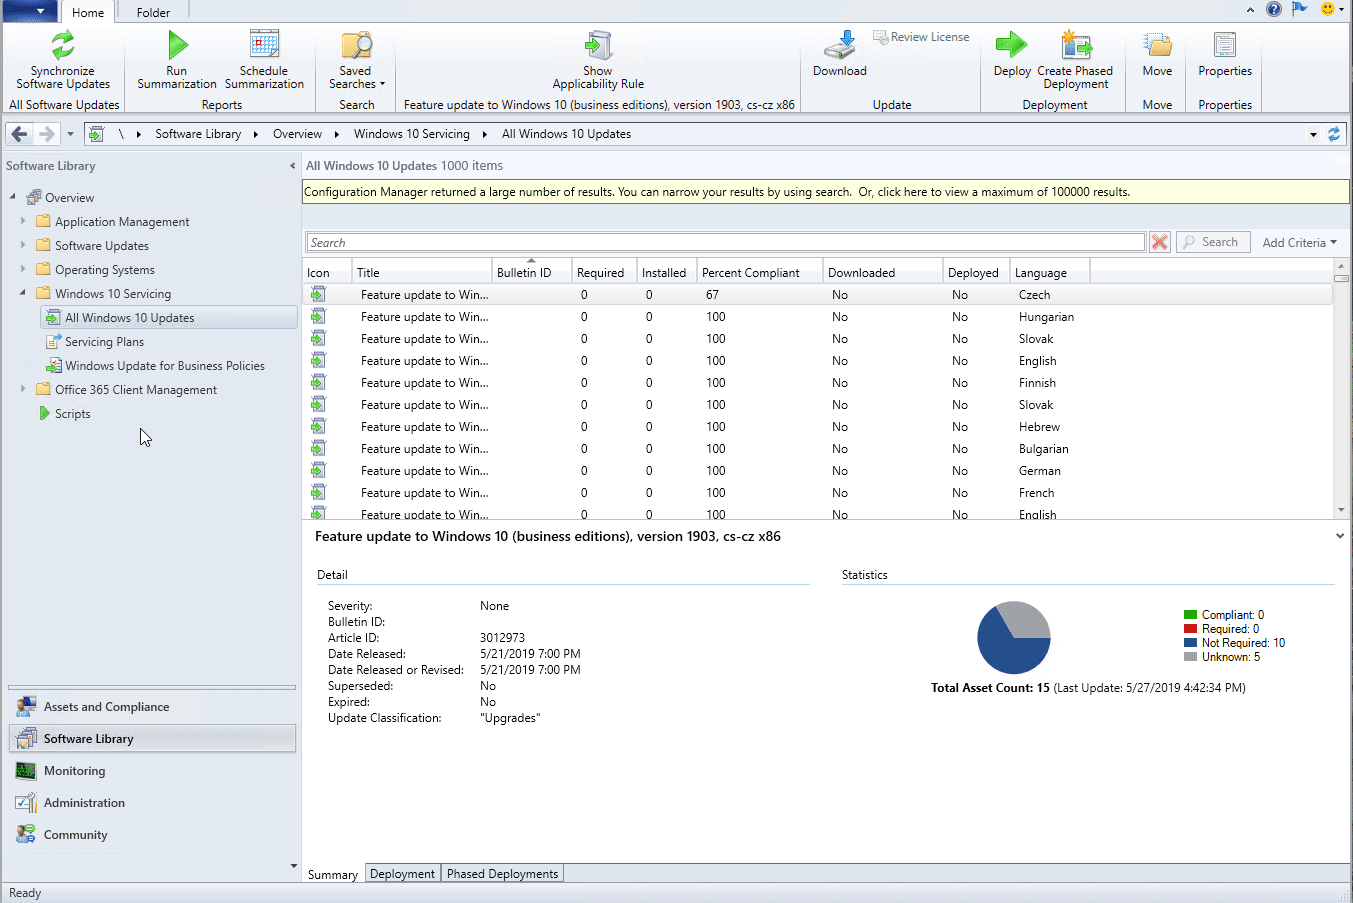 Home
Folder
Synchronize
Software Updates
All Software Updates
Run
Summarization
Schedule
Summarization
Reports
Saved
Searches
Search
Show
Applicability Rule
Feature update to Windows 10 (business editions), version 1903, cs-cz x86
Download
Review License
Update
Deploy
Create Phased
Deployment
Deployment
Move
Move
Properties
Properties
\ Software Library Overview Windows 10 Servicing All Windows 10 Updates
Software Library
Overview
Application Management
Software Updates
Operating Systems
Windows 10 Servicing
All Windows 10 Updates
Servicing Plans
Windows Update for Business Policies
Office 365 Client Management
Scripts
Assets and Compliance
Software Library
Monitoring
Administration
Community
All Windows 10 Updates 1000 items
Configuration Manager returned a large number of results. You can narrow your results by using search. Or, click here to view a maximum of 100000 results.
Search
Search
Add Criteria
Icon Title Bulletin ID Required Installed Percent Compliant Downloaded Deployed Language
Feature update to Win... 0 0 67 No No Czech
Feature update to Win... 0 0 100 No No Hungarian
Feature update to Win... 0 0 100 No No Slovak
Feature update to Win... 0 0 100 No No English
Feature update to Win... 0 0 100 No No Finnish
Feature update to Win... 0 0 100 No No Slovak
Feature update to Win... 0 0 100 No No Hebrew
Feature update to Win... 0 0 100 No No Bulgarian
Feature update to Win... 0 0 100 No No German
Feature update to Win... 0 0 100 No No French
Feature update to Win... 0 0 100 No No English
Feature update to Windows 10 (business editions), version 1903, cs-cz x86
Detail
Severity: None
Bulletin ID:
Article ID: 3012973
Date Released: 5/21/2019 7:00 PM
Date Released or Revised: 5/21/2019 7:00 PM
Superseded: No
Expired: No
Update Classification: "Upgrades"
Statistics
Compliant: 0
Required: 0
Not Required: 10
Unknown: 5
Total Asset Count: 15 (Last Update: 5/27/2019 4:42:34 PM)
Summary Deployment Phased Deployments
Ready